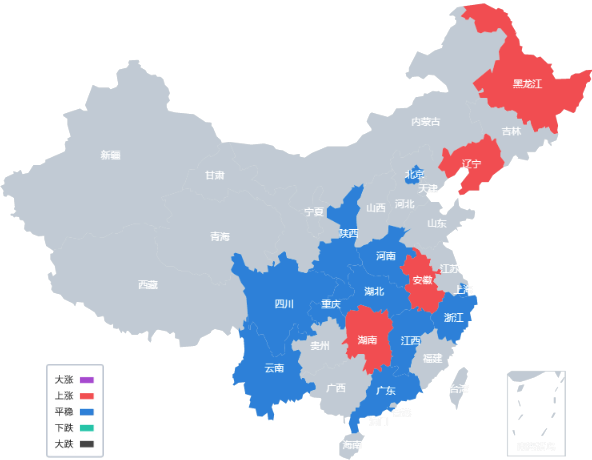 黑龙江
内蒙古
吉林
新疆
辽宁
甘肃
北京
天津
山西
河北
宁夏
山东
陕西
青海
河南
江苏
安徽
西藏
上海
湖北
四川
重庆
浙江
湖南
江西
贵州
福建
云南
广西
广东
台湾
海南
大涨
上涨
平稳
下跌
大跌